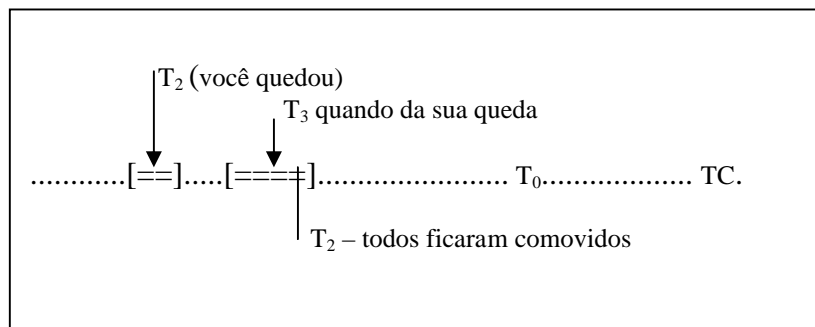 T₂ (você quedou)
T₃ quando da sua queda
............[==].....[====]........................ T₀................... TC.
T₂ – todos ficaram comovidos